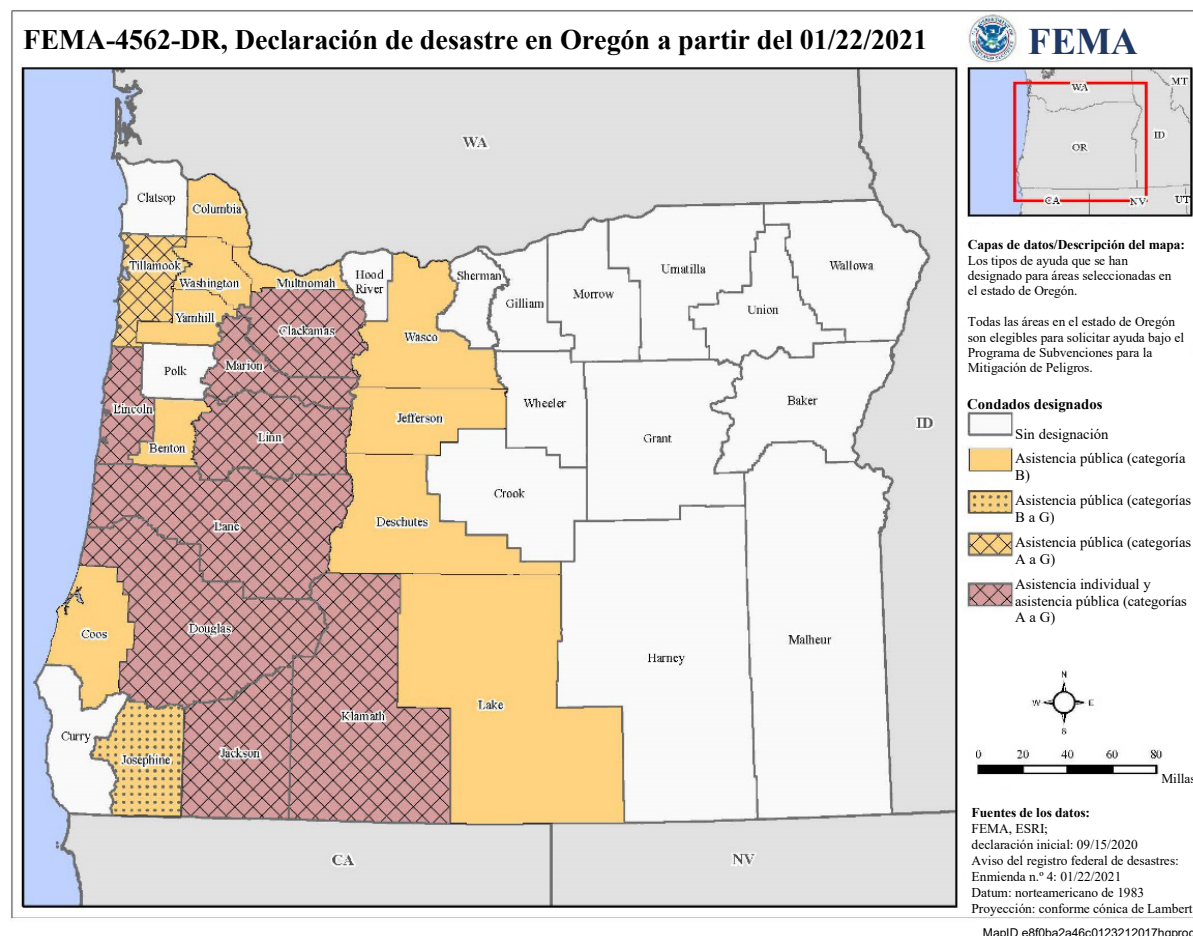 FEMA-4562-DR, Declaración de desastre en Oregón a partir del 01/22/2021
FEMA
WA
MT
OR
ID
CA
NV
UT
WA
Clatsop
Columbia
Tillamook
Washington
Multnomah
Hood
River
Sherman
Gilliam
Morrow
Umatilla
Union
Wallowa
Yamhill
Clackamas
Wasco
Polk
Marion
Lincoln
Jefferson
Wheeler
Grant
Baker
ID
Benton
Linn
Crook
Lane
Deschutes
Coos
Douglas
Harney
Malheur
Lake
Klamath
Curry
Josephine
Jackson
CA
NV
Capas de datos/Descripción del mapa:
Los tipos de ayuda que se han
designado para áreas seleccionadas en
el estado de Oregón.
Todas las áreas en el estado de Oregón
son elegibles para solicitar ayuda bajo el
Programa de Subvenciones para la
Mitigación de Peligros.
Condados designados
Sin designación
Asistencia pública (categoría
B)
Asistencia pública (categorías
B a G)
Asistencia pública (categorías
A a G)
Asistencia individual y
asistencia pública (categorías
A a G)
N
W E
S
0 20 40 60 80
Millas
Fuentes de los datos:
FEMA, ESRI;
declaración inicial: 09/15/2020
Aviso del registro federal de desastres:
Enmienda n.º 4: 01/22/2021
Datum: norteamericano de 1983
Proyección: conforme cónica de Lambert
MapID e8f0ba2a46c0123212017hqprod